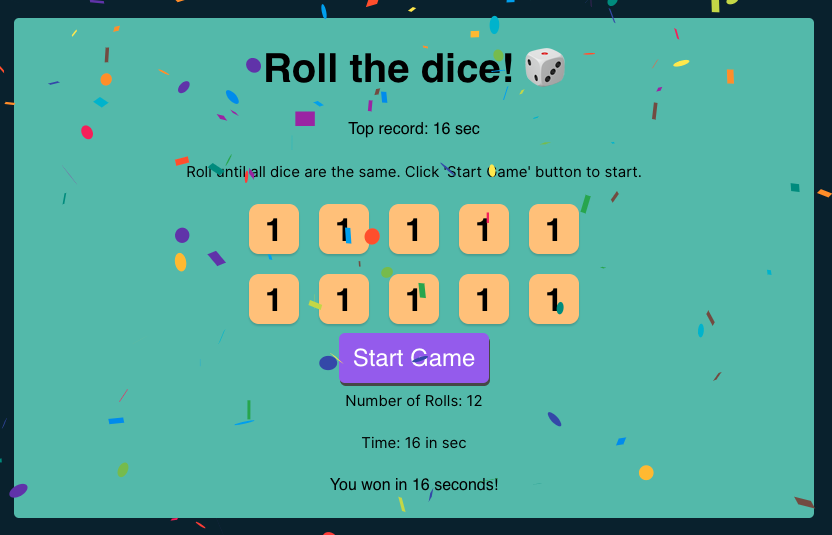 Roll the dice! 🎲
Top record: 16 sec
Roll until all dice are the same. Click 'Start Game' button to start.
1 1 1 1 1
1 1 1 1 1
Start Game
Number of Rolls: 12
Time: 16 in sec
You won in 16 seconds!